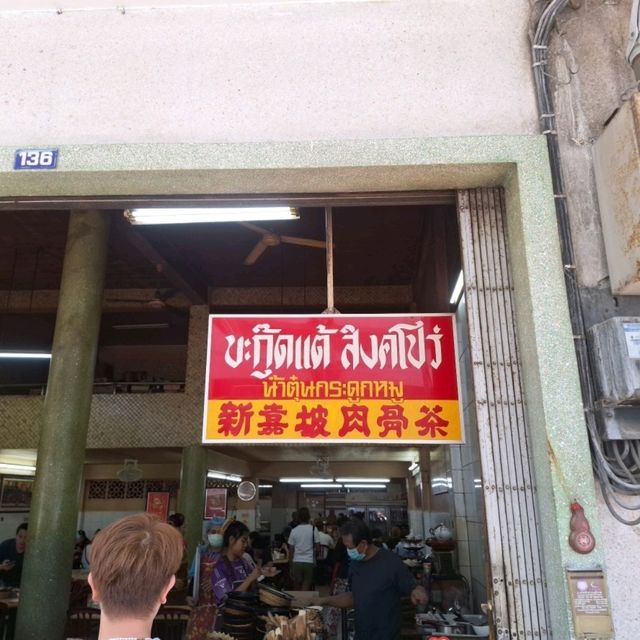 136
บะกู๊ดแต้ สิงคโปร์
น้าตุ๋นกระดูกหมู
新嘉坡肉骨茶